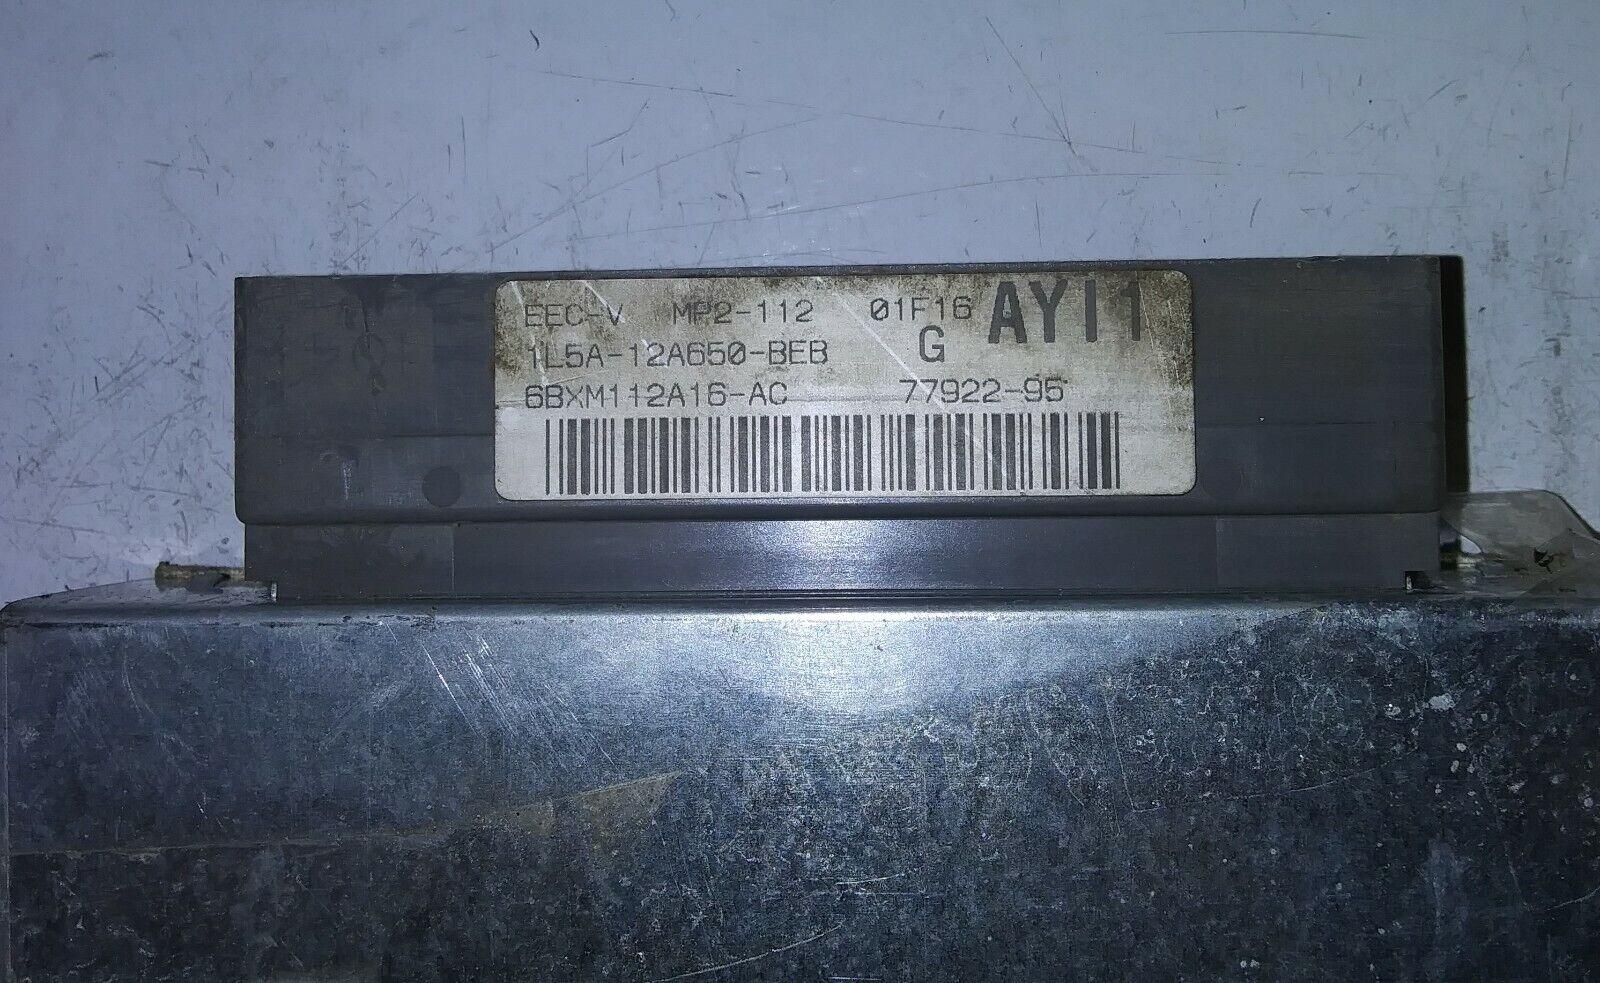 EEC-V MP2-112 01F16 AYI1
1L5A-12A650-BEB G
6BXM112A16-AC 77922-95